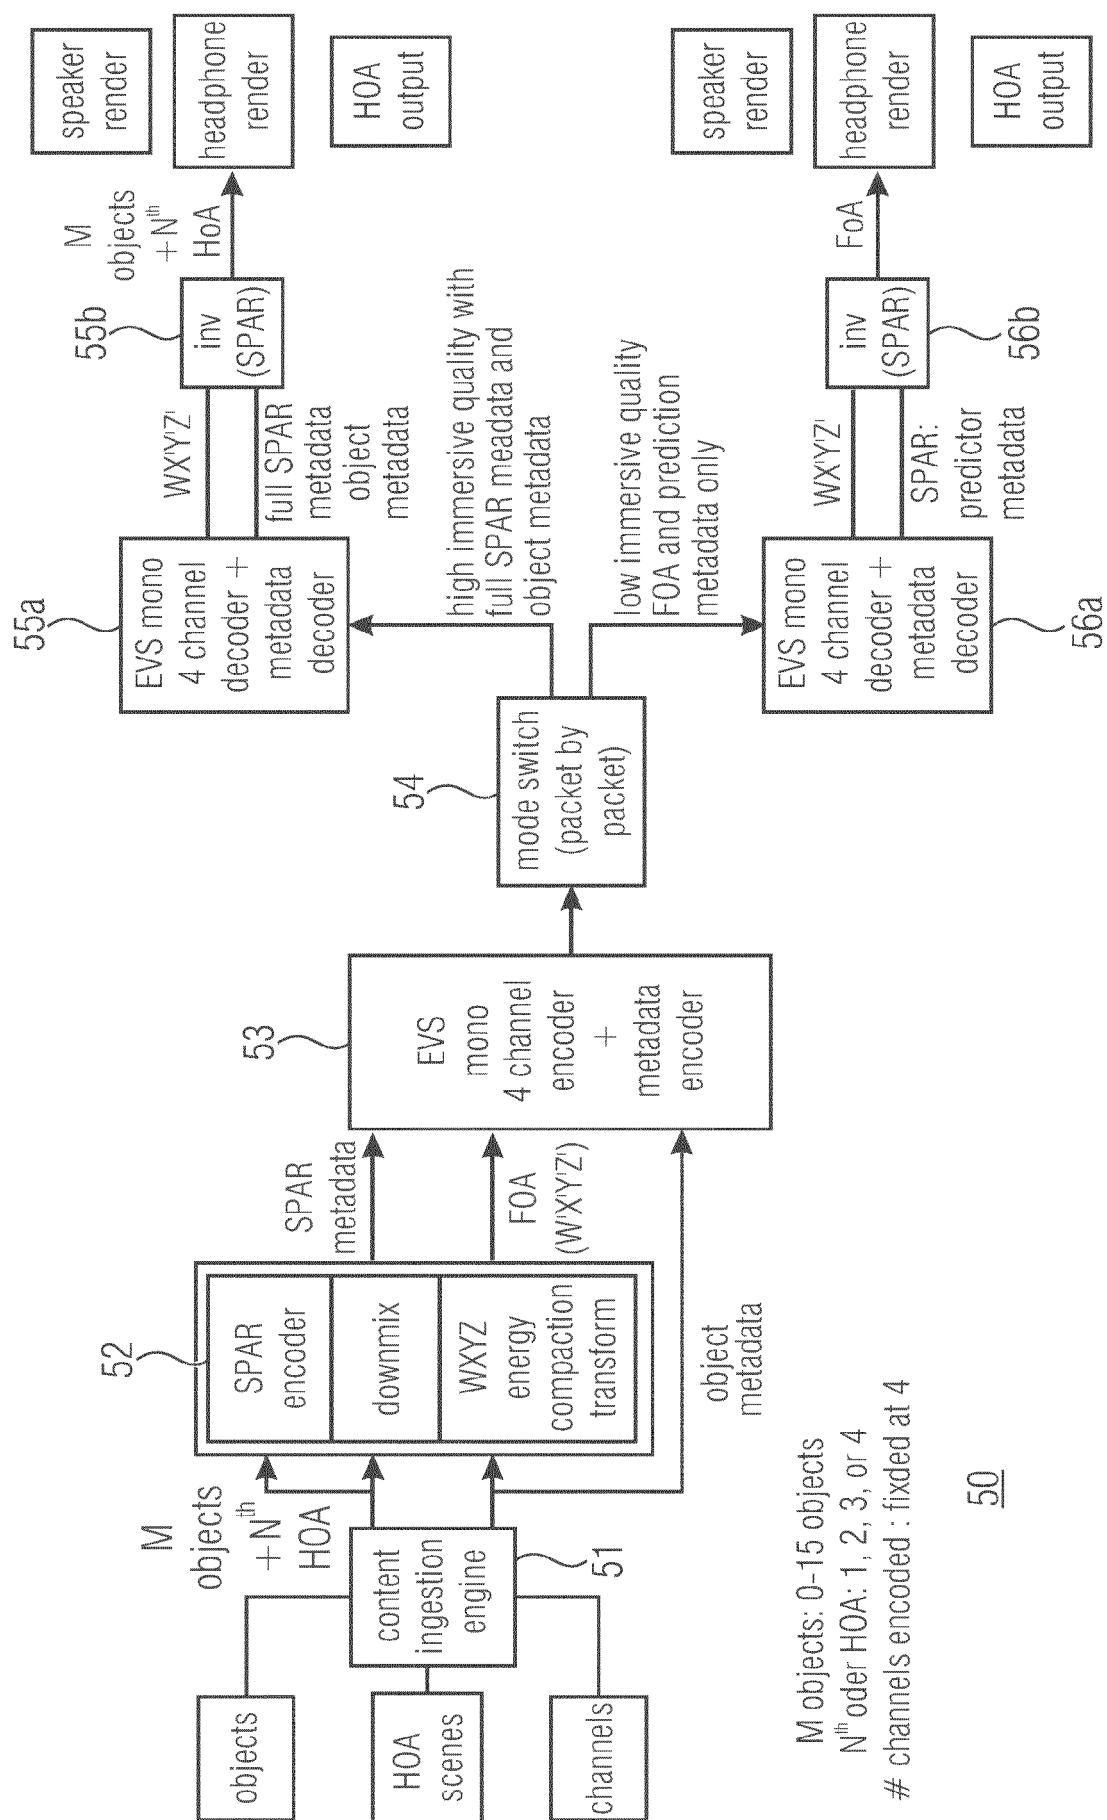 objects
HOA
scenes
channels
content
ingestion
engine
51
M
objects
+N^th
HOA
52
SPAR
encoder
downmix
WXYZ
energy
compaction
transform
object
metadata
SPAR
metadata
FOA
(W'X'Y'Z')
53
EVS
mono
4 channel
encoder
+
metadata
encoder
54
mode switch
(packet by
packet)
high immersive quality with
full SPAR meadata and
object metadata
low immersive quality
FOA and prediction
metadata only
55a
EVS mono
4 channel
decoder +
metadata
decoder
WX'Y'Z'
full SPAR
metadata
object
metadata
55b
inv
(SPAR)
M
objects
+N^th
HoA
speaker
render
headphone
render
HOA
output
EVS mono
4 channel
decoder +
metadata
decoder
56a
WX'Y'Z'
SPAR:
predictor
metadata
inv
(SPAR)
56b
FoA
speaker
render
headphone
render
HOA
output
M objects: 0-15 objects
N^th oder HOA: 1, 2, 3, or 4
# channels encoded : fixded at 4
50